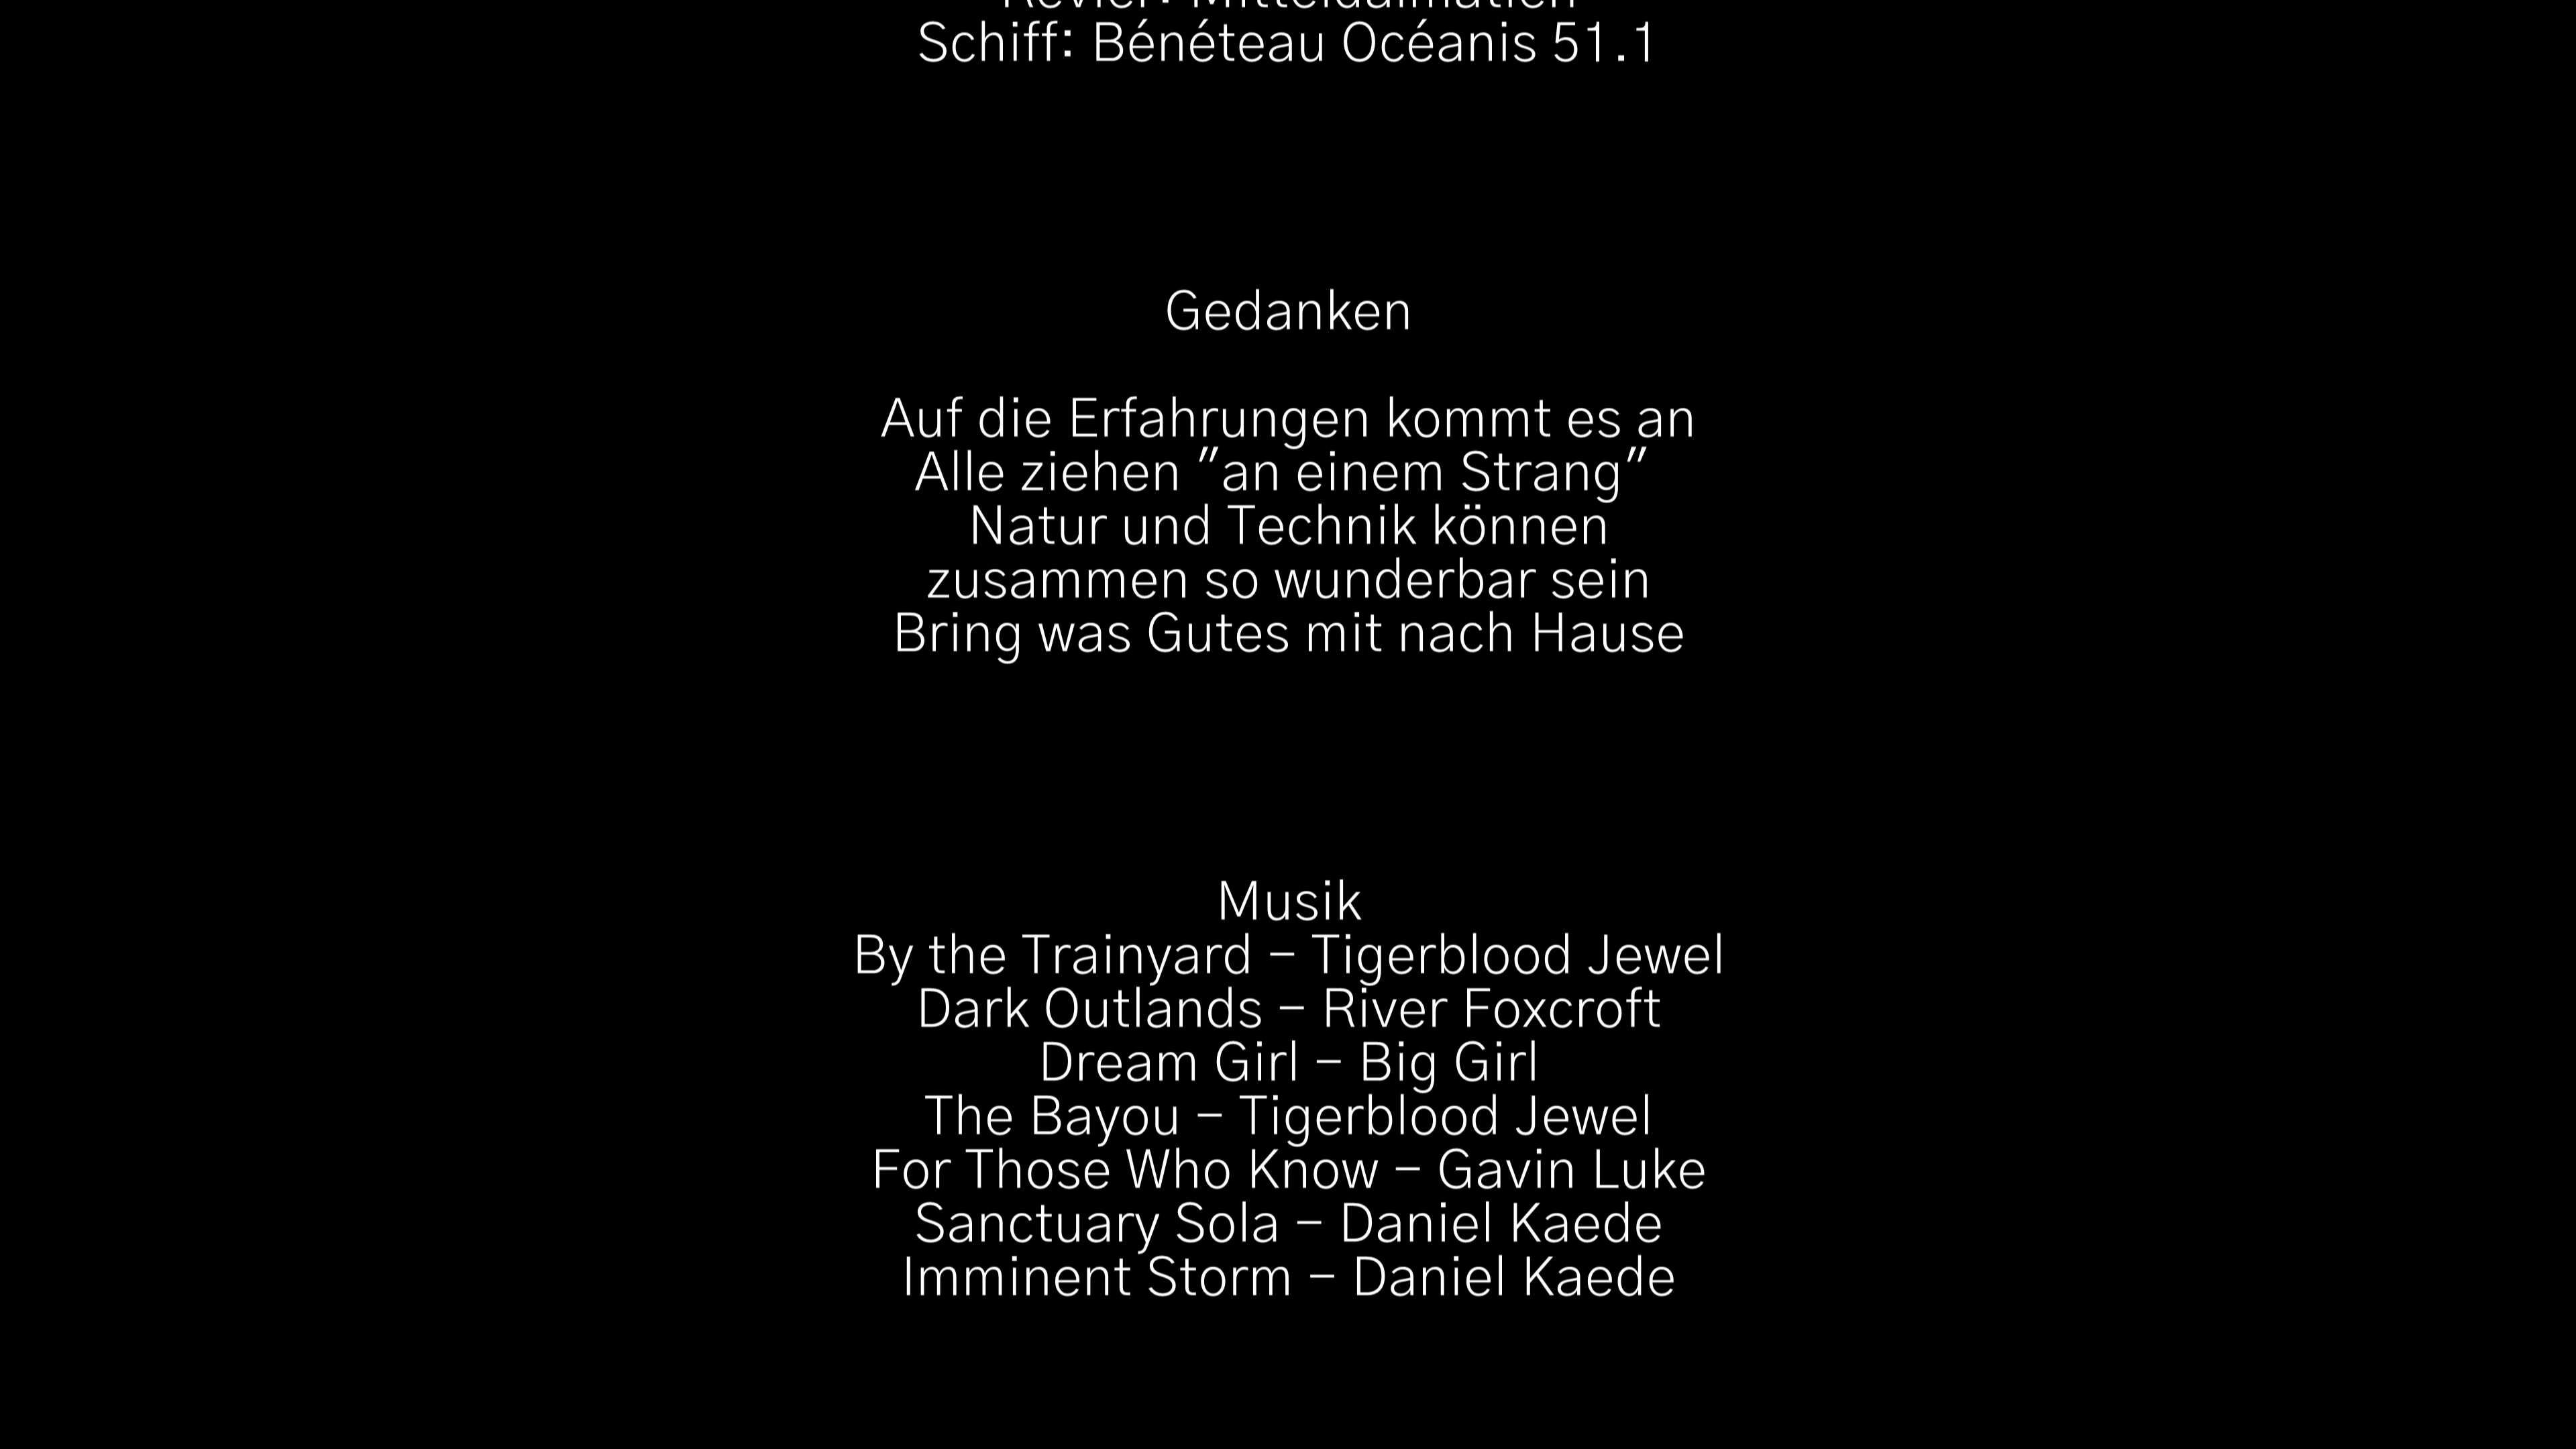 Revier: Mitteldalmatien
Schiff: Bénéteau Océanis 51.1
Gedanken
Auf die Erfahrungen kommt es an
Alle ziehen "an einem Strang"
Natur und Technik können
zusammen so wunderbar sein
Bring was Gutes mit nach Hause
Musik
By the Trainyard - Tigerblood Jewel
Dark Outlands - River Foxcroft
Dream Girl - Big Girl
The Bayou - Tigerblood Jewel
For Those Who Know - Gavin Luke
Sanctuary Sola - Daniel Kaede
Imminent Storm - Daniel Kaede